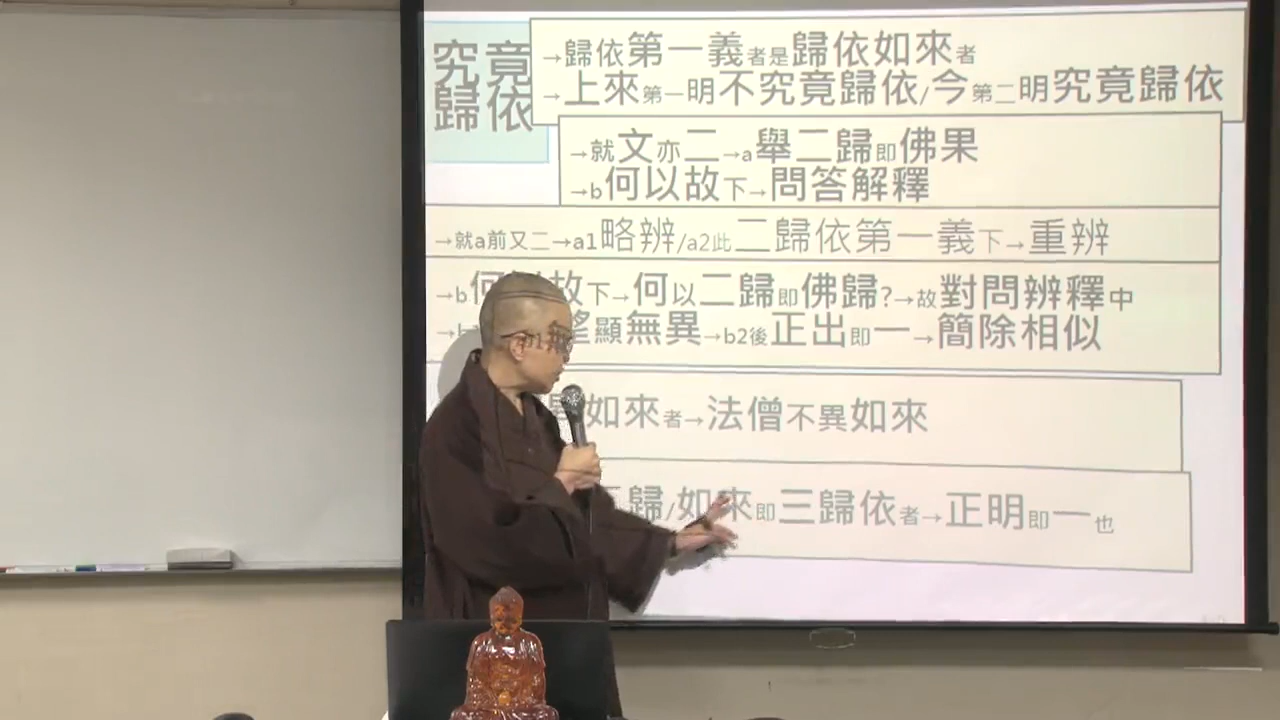 究竟
歸依
→歸依第一義者是歸依如來者
→上來第一明不究竟歸依/今第二明究竟歸依
→就文亦二→a舉二歸即佛果
→b何以故下→問答解釋
→就a前又二→a1略辨/a2此二歸依第一義下→重辨
→b何以故下→何以二歸即佛歸?→故對問辨釋中
望顯無異→b2後正出即一→簡除相似
如來者→法僧不異如來
歸/如來即三歸依者→正明即一也